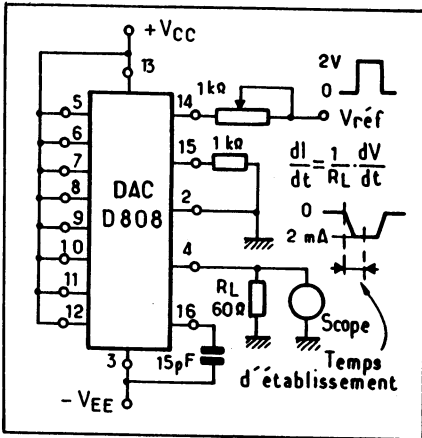 +VCC
13
5
6
7
8
9
10
11
12
DAC
D808
14
1kΩ
Vréf
2V
0
15
1kΩ
2
4
16
3
15pF
-VEE
RL
60Ω
Scope
dI/dt = 1/RL · dV/dt
0
2 mA
Temps
d'établissement